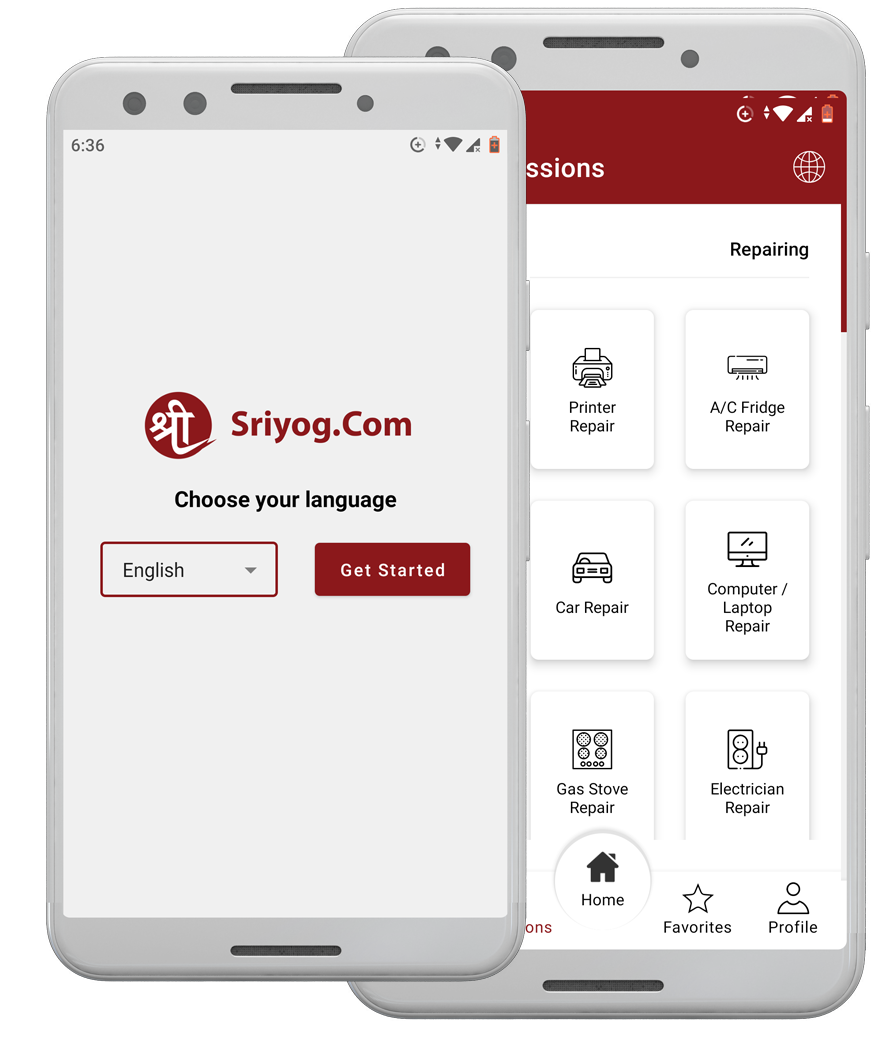 6:36
श्री
Sriyog.Com
Choose your language
English
Get Started
ssions
Repairing
Printer
Repair
A/C Fridge
Repair
Car Repair
Computer /
Laptop
Repair
Gas Stove
Repair
Electrician
Repair
ons
Home
Favorites
Profile